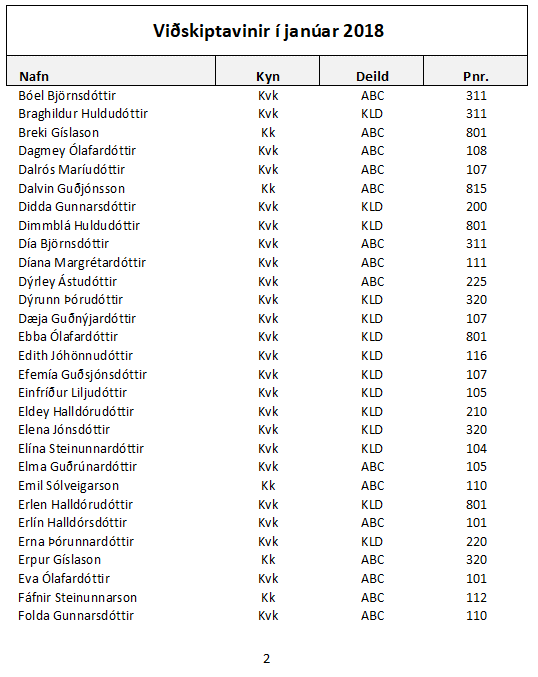 Viðskiptavinir í janúar 2018
Nafn Kyn Deild Pnr.
Bóel Björnsdóttir Kvk ABC 311
Braghildur Huldudóttir Kvk KLD 311
Breki Gíslason Kk ABC 801
Dagmey Ólafardóttir Kvk ABC 108
Dalrós Maríudóttir Kvk ABC 107
Dalvin Guðjónsson Kk ABC 815
Didda Gunnarsdóttir Kvk KLD 200
Dimmblá Huldudóttir Kvk KLD 801
Día Björnsdóttir Kvk ABC 311
Díana Margrétardóttir Kvk ABC 111
Dýrley Ástudóttir Kvk ABC 225
Dýrunn Þórudóttir Kvk KLD 320
Dæja Guðnýjardóttir Kvk KLD 107
Ebba Ólafardóttir Kvk KLD 801
Edith Jóhönnudóttir Kvk KLD 116
Efemía Guðsjónsdóttir Kvk KLD 107
Einfríður Liljudóttir Kvk KLD 105
Eldey Halldórudóttir Kvk KLD 210
Elena Jónsdóttir Kvk KLD 320
Elína Steinunnardóttir Kvk KLD 104
Elma Guðrúnardóttir Kvk ABC 105
Emil Sólveigarson Kk ABC 110
Erlen Halldórudóttir Kvk KLD 801
Erlín Halldórsdóttir Kvk ABC 101
Erna Þórunnardóttir Kvk KLD 220
Erpur Gíslason Kk ABC 320
Eva Ólafardóttir Kvk ABC 101
Fáfnir Steinunnarson Kk ABC 112
Folda Gunnarsdóttir Kvk ABC 110
2